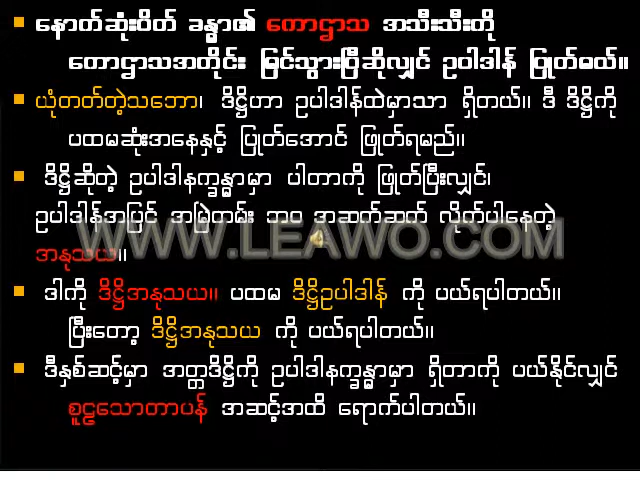 နောက်ဆုံးပိတ် ခန္ဓာ၏ ကောဋ္ဌာသ အသီးသီးကို
ကောဋ္ဌာသအတိုင်း မြင်သွားပြီဆိုလျှင် ဥပါဒါန် ပြုတ်မယ်။
ယုံတတ်တဲ့သဘော၊ ဒိဋ္ဌိဟာ ဥပါဒါန်ထဲမှာသာ ရှိတယ်။ ဒီ ဒိဋ္ဌိကို
ပထမဆုံးအနေနှင့် ပြုတ်အောင် ဖြုတ်ရမည်။
ဒိဋ္ဌိဆိုတဲ့ ဥပါဒါနက္ခန္ဓာမှာ ပါတာကို ဖြုတ်ပြီးလျှင်၊
ဥပါဒါန်အပြင် အမြဲတမ်း ဘဝ အဆက်ဆက် လိုက်ပါနေတဲ့
အနုသယ။
WWW.LEAWO.COM
ဒါကို ဒိဋ္ဌိအနုသယ။ ပထမ ဒိဋ္ဌိဥပါဒါန် ကို ပယ်ရပါတယ်။
ပြီးတော့ ဒိဋ္ဌိအနုသယ ကို ပယ်ရပါတယ်။
ဒီနှစ်ဆင့်မှာ အတ္တဒိဋ္ဌိကို ဥပါဒါနက္ခန္ဓာမှာ ရှိတာကို ပယ်နိုင်လျှင်
စူဠသောတာပန် အဆင့်အထိ ရောက်ပါတယ်။